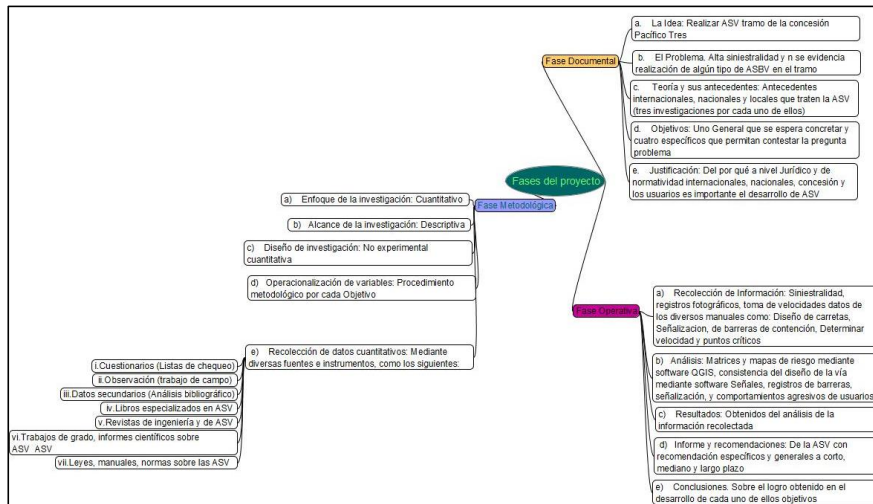 Fases del proyecto
Fase Documental
a. La Idea: Realizar ASV tramo de la concesión
Pacífico Tres
b. El Problema. Alta siniestralidad y n se evidencia
realización de algún tipo de ASBV en el tramo
c. Teoría y sus antecedentes: Antecedentes
internacionales, nacionales y locales que traten la ASV
(tres investigaciones por cada uno de ellos)
d. Objetivos: Uno General que se espera concretar y
cuatro específicos que permitan contestar la pregunta
problema
e. Justificación: Del por qué a nivel Jurídico y de
normatividad internacionales, nacionales, concesión y
los usuarios es importante el desarrollo de ASV
Fase Metodológica
a) Enfoque de la investigación: Cuantitativo
b) Alcance de la investigación: Descriptiva
c) Diseño de investigación: No experimental
cuantitativa
d) Operacionalización de variables: Procedimiento
metodológico por cada Objetivo
e) Recolección de datos cuantitativos: Mediante
diversas fuentes e instrumentos, como los siguientes:
i.Cuestionarios (Listas de chequeo)
ii.Observación (trabajo de campo)
iii.Datos secundarios (Análisis bibliográfico)
iv.Libros especializados en ASV
v.Revistas de ingeniería y de ASV
vi.Trabajos de grado, informes científicos sobre
ASV ASV
vii.Leyes, manuales, normas sobre las ASV
Fase Operativa
a) Recolección de Información: Siniestralidad,
registros fotográficos, toma de velocidades datos de
los diversos manuales como: Diseño de carretas,
Señalizacion, de barreras de contención, Determinar
velocidad y puntos críticos
b) Análisis: Matrices y mapas de riesgo mediante
software QGIS, consistencia del diseño de la vía
mediante software Señales, registros de barreras,
señalización, y comportamientos agresivos de usuarios
c) Resultados: Obtenidos del análisis de la
información recolectada
d) Informe y recomendaciones: De la ASV con
recomendación específicos y generales a corto,
mediano y largo plazo
e) Conclusiones. Sobre el logro obtenido en el
desarrollo de cada uno de ellos objetivos